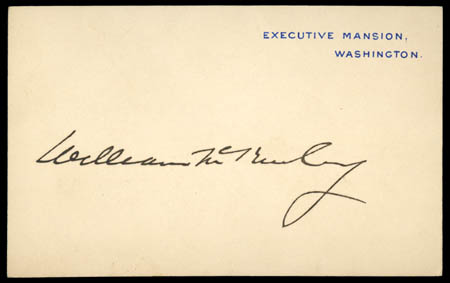 EXECUTIVE MANSION,
WASHINGTON.
William McKinley